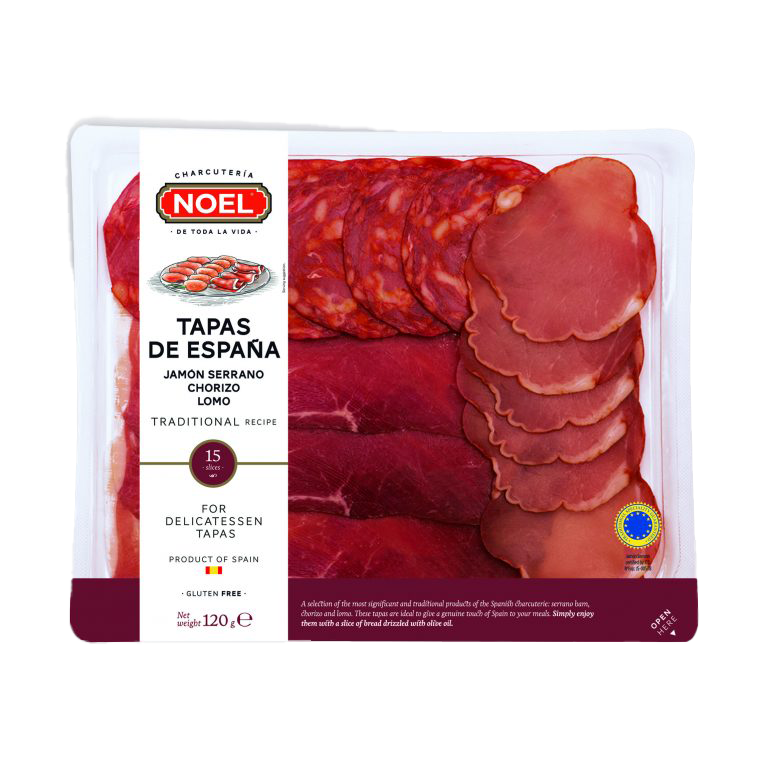 CHARCUTERÍA
NOEL
· DE TODA LA VIDA ·
Serving suggestion
TAPAS
DE ESPAÑA
JAMÓN SERRANO
CHORIZO
LOMO
TRADITIONAL RECIPE
15
- slices -
FOR
DELICATESSEN
TAPAS
PRODUCT OF SPAIN
· GLUTEN FREE ·
Net
weight 120 g ℮
A selection of the most significant and traditional products of the Spanish charcuterie: serrano ham,
chorizo and lomo. These tapas are ideal to give a genuine touch of Spain to your meals. Simply enjoy
them with a slice of bread drizzled with olive oil.
OPEN
HERE